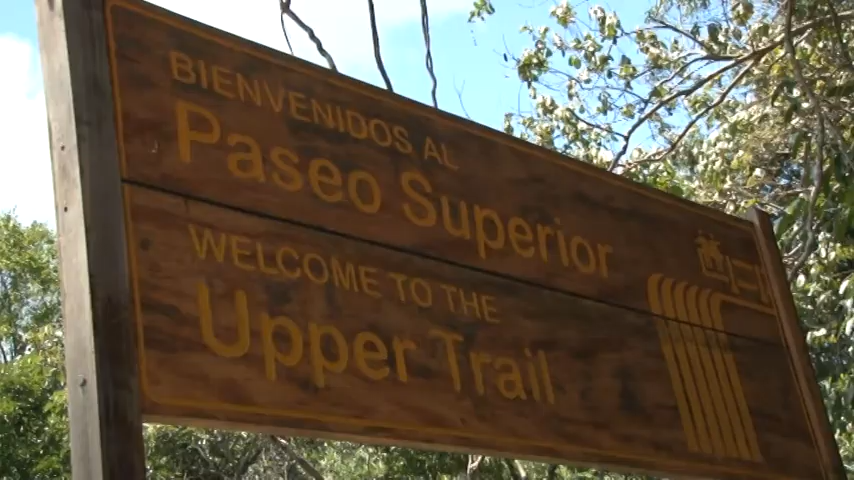 BIENVENIDOS AL
Paseo Superior
WELCOME TO THE
Upper Trail